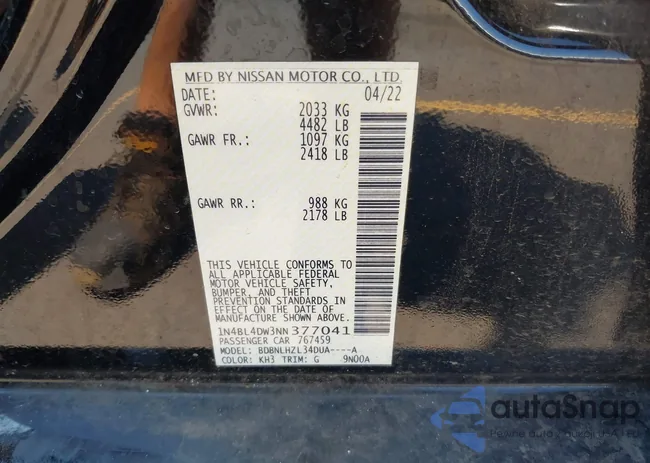 MFD BY NISSAN MOTOR CO., LTD.
DATE: 04/22
GVWR: 2033 KG
4482 LB
GAWR FR.: 1097 KG
2418 LB
GAWR RR.: 988 KG
2178 LB
THIS VEHICLE CONFORMS TO
ALL APPLICABLE FEDERAL
MOTOR VEHICLE SAFETY,
BUMPER, AND THEFT
PREVENTION STANDARDS IN
EFFECT ON THE DATE OF
MANUFACTURE SHOWN ABOVE.
1N4BL4DW3NN377041
PASSENGER CAR 767459
MODEL: BDBNLHZL34DUA----A
COLOR: KH3 TRIM: G 9N00A
autoSnap
Pewne auta